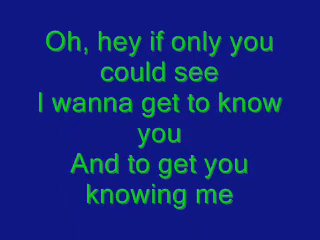 Oh, hey if only you
could see
I wanna get to know
you
And to get you
knowing me